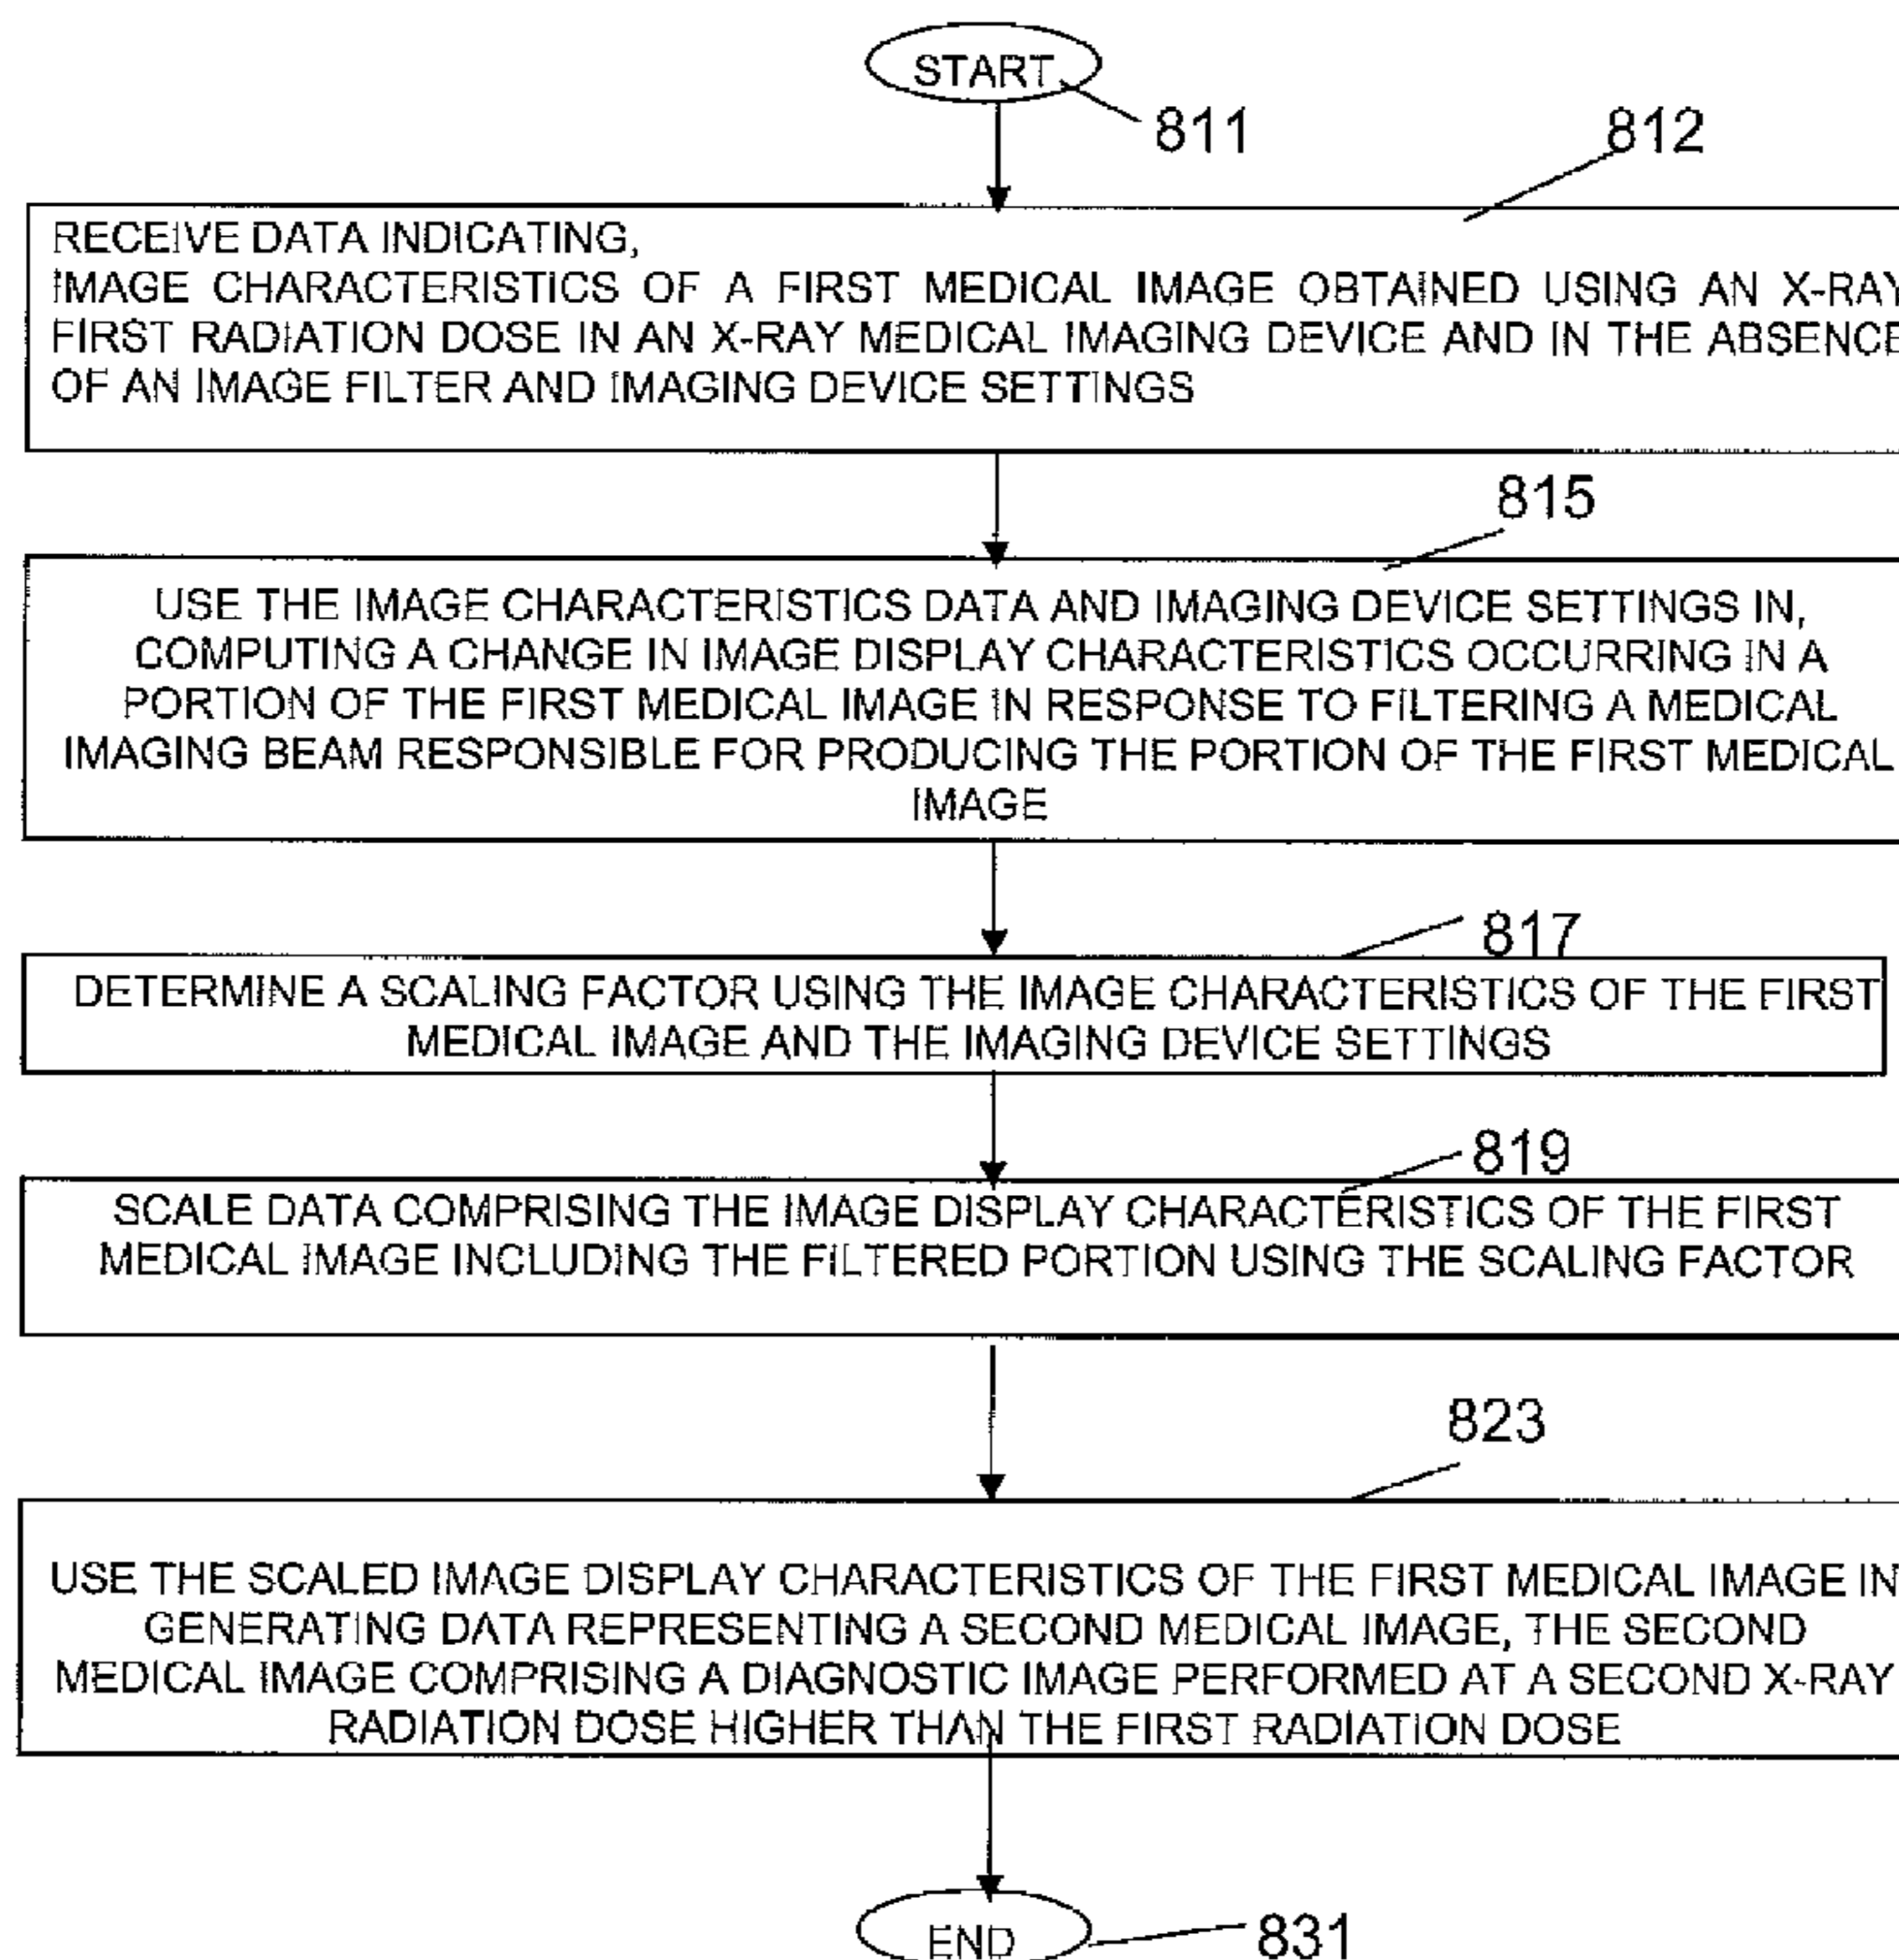 START
811
812
RECEIVE DATA INDICATING,
IMAGE CHARACTERISTICS OF A FIRST MEDICAL IMAGE OBTAINED USING AN X-RAY
FIRST RADIATION DOSE IN AN X-RAY MEDICAL IMAGING DEVICE AND IN THE ABSENCE
OF AN IMAGE FILTER AND IMAGING DEVICE SETTINGS
815
USE THE IMAGE CHARACTERISTICS DATA AND IMAGING DEVICE SETTINGS IN,
COMPUTING A CHANGE IN IMAGE DISPLAY CHARACTERISTICS OCCURRING IN A
PORTION OF THE FIRST MEDICAL IMAGE IN RESPONSE TO FILTERING A MEDICAL
IMAGING BEAM RESPONSIBLE FOR PRODUCING THE PORTION OF THE FIRST MEDICAL
IMAGE
817
DETERMINE A SCALING FACTOR USING THE IMAGE CHARACTERISTICS OF THE FIRST
MEDICAL IMAGE AND THE IMAGING DEVICE SETTINGS
819
SCALE DATA COMPRISING THE IMAGE DISPLAY CHARACTERISTICS OF THE FIRST
MEDICAL IMAGE INCLUDING THE FILTERED PORTION USING THE SCALING FACTOR
823
USE THE SCALED IMAGE DISPLAY CHARACTERISTICS OF THE FIRST MEDICAL IMAGE IN
GENERATING DATA REPRESENTING A SECOND MEDICAL IMAGE, THE SECOND
MEDICAL IMAGE COMPRISING A DIAGNOSTIC IMAGE PERFORMED AT A SECOND X-RAY
RADIATION DOSE HIGHER THAN THE FIRST RADIATION DOSE
END
831